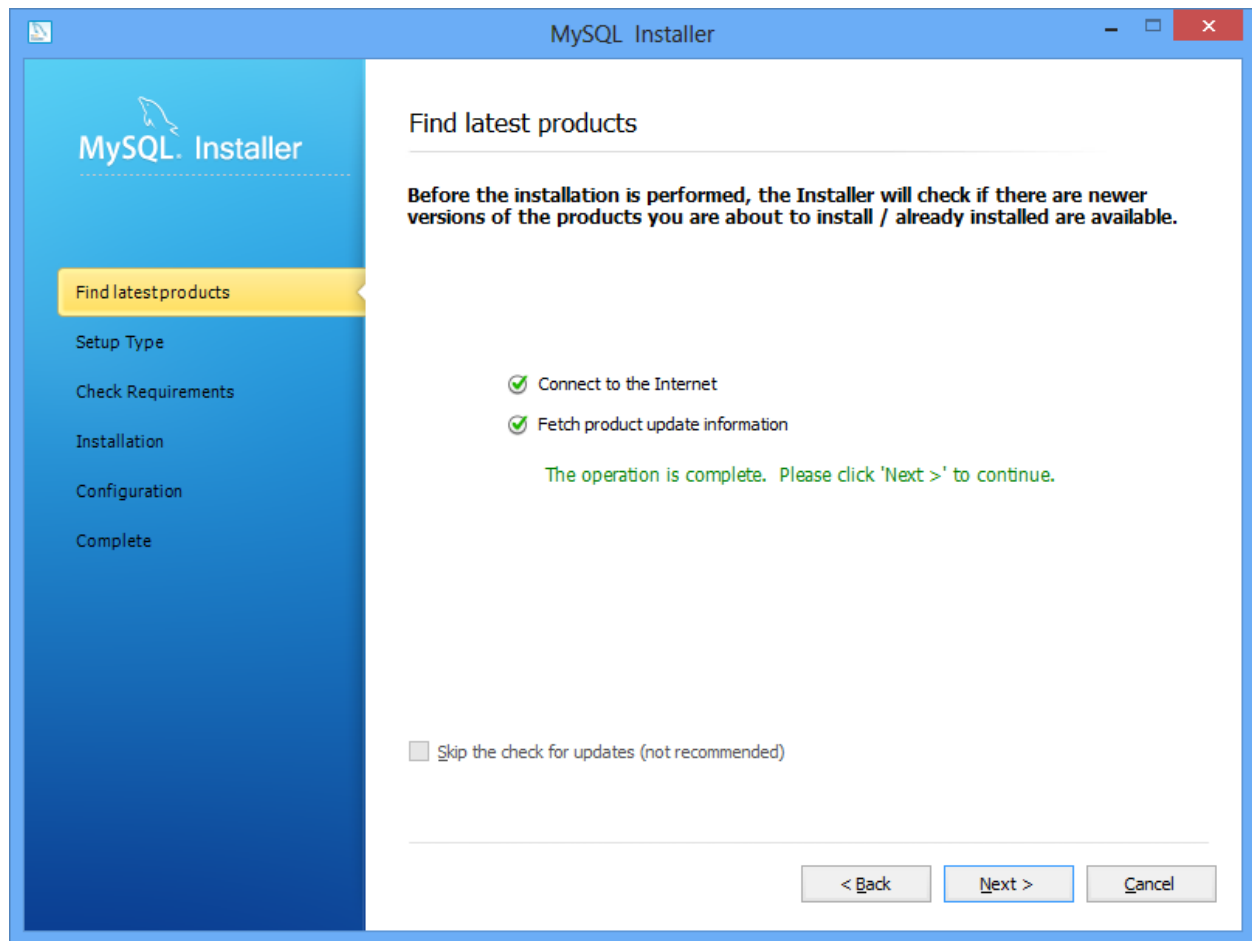 MySQL Installer
MySQL. Installer
Find latest products
Setup Type
Check Requirements
Installation
Configuration
Complete
Find latest products
Before the installation is performed, the Installer will check if there are newer
versions of the products you are about to install / already installed are available.
Connect to the Internet
Fetch product update information
The operation is complete. Please click 'Next >' to continue.
Skip the check for updates (not recommended)
< Back
Next >
Cancel